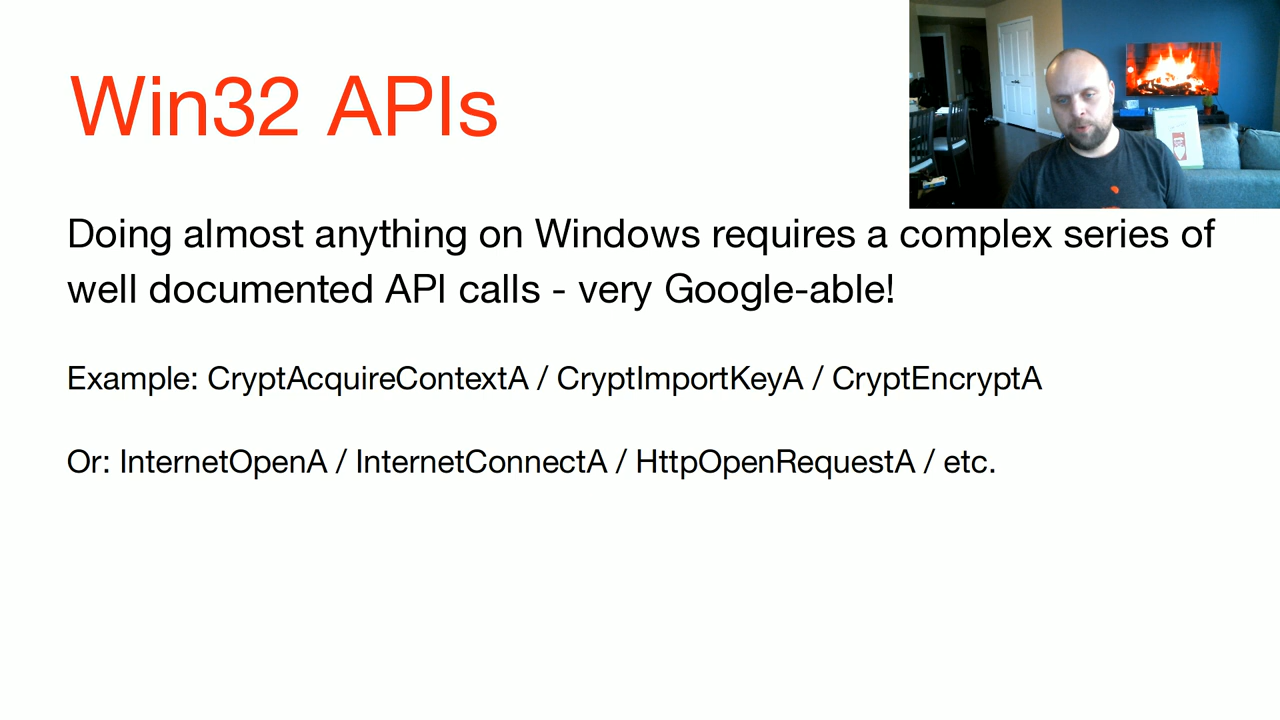 Win32 APIs
Doing almost anything on Windows requires a complex series of
well documented API calls - very Google-able!
Example: CryptAcquireContextA / CryptImportKeyA / CryptEncryptA
Or: InternetOpenA / InternetConnectA / HttpOpenRequestA / etc.